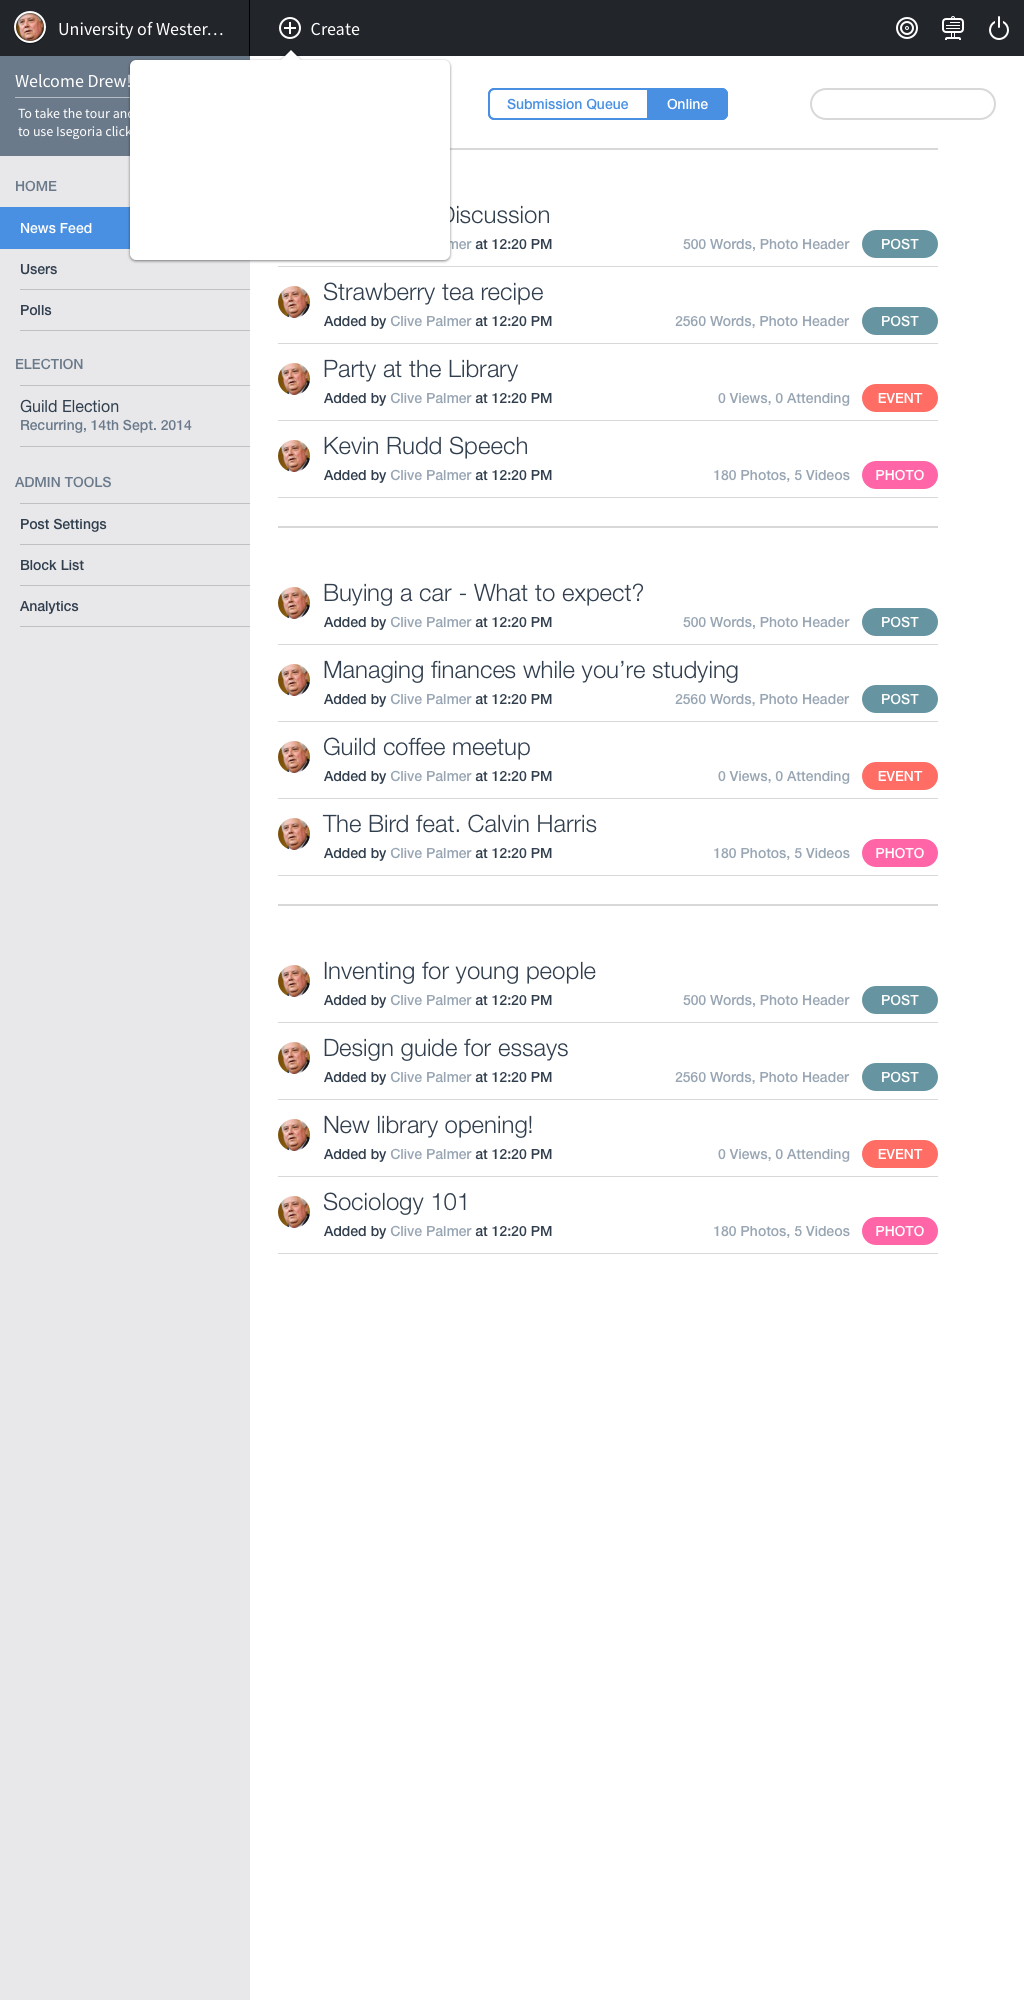 University of Wester...
Create
Welcome Drew!
To take the tour
to use Isegoria click
HOME
News Feed
Users
Polls
ELECTION
Guild Election
Recurring, 14th Sept. 2014
ADMIN TOOLS
Post Settings
Block List
Analytics
Submission Queue
Online
Discussion
at 12:20 PM
500 Words, Photo Header
POST
Strawberry tea recipe
Added by Clive Palmer at 12:20 PM
2560 Words, Photo Header
POST
Party at the Library
Added by Clive Palmer at 12:20 PM
0 Views, 0 Attending
EVENT
Kevin Rudd Speech
Added by Clive Palmer at 12:20 PM
180 Photos, 5 Videos
PHOTO
Buying a car - What to expect?
Added by Clive Palmer at 12:20 PM
500 Words, Photo Header
POST
Managing finances while you’re studying
Added by Clive Palmer at 12:20 PM
2560 Words, Photo Header
POST
Guild coffee meetup
Added by Clive Palmer at 12:20 PM
0 Views, 0 Attending
EVENT
The Bird feat. Calvin Harris
Added by Clive Palmer at 12:20 PM
180 Photos, 5 Videos
PHOTO
Inventing for young people
Added by Clive Palmer at 12:20 PM
500 Words, Photo Header
POST
Design guide for essays
Added by Clive Palmer at 12:20 PM
2560 Words, Photo Header
POST
New library opening!
Added by Clive Palmer at 12:20 PM
0 Views, 0 Attending
EVENT
Sociology 101
Added by Clive Palmer at 12:20 PM
180 Photos, 5 Videos
PHOTO